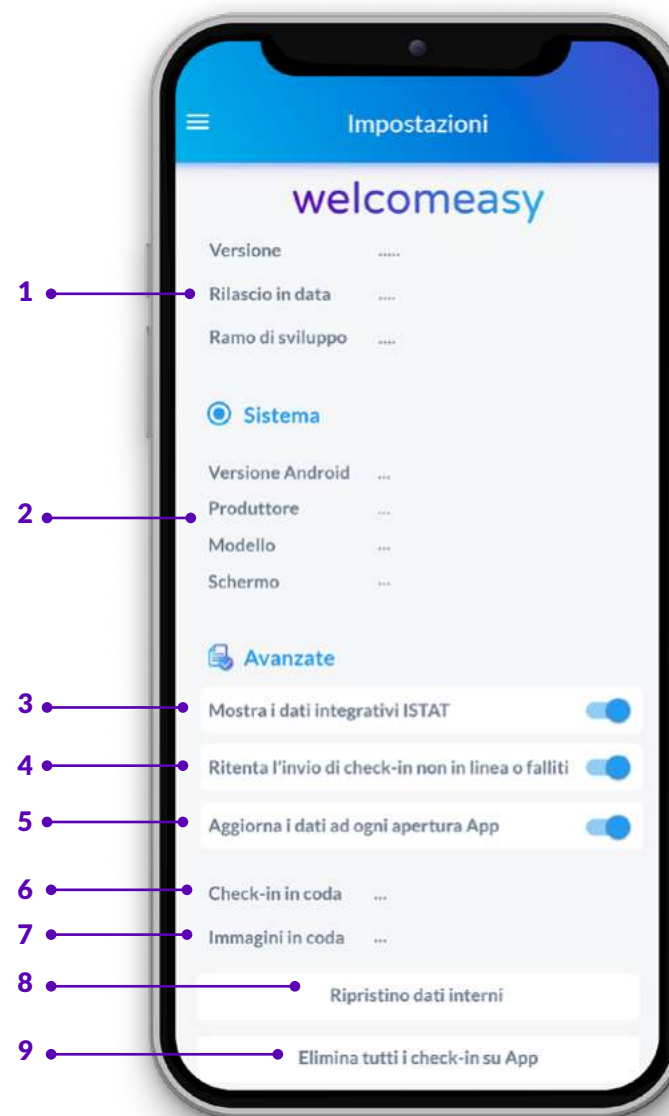 Impostazioni
welcomeasy
Versione .....
1 Rilascio in data ....
Ramo di sviluppo ....
Sistema
Versione Android ...
2 Produttore ...
Modello ...
Schermo ...
Avanzate
3 Mostra i dati integrativi ISTAT
4 Ritenta l'invio di check-in non in linea o falliti
5 Aggiorna i dati ad ogni apertura App
6 Check-in in coda ...
7 Immagini in coda ...
8 Ripristino dati interni
9 Elimina tutti i check-in su App